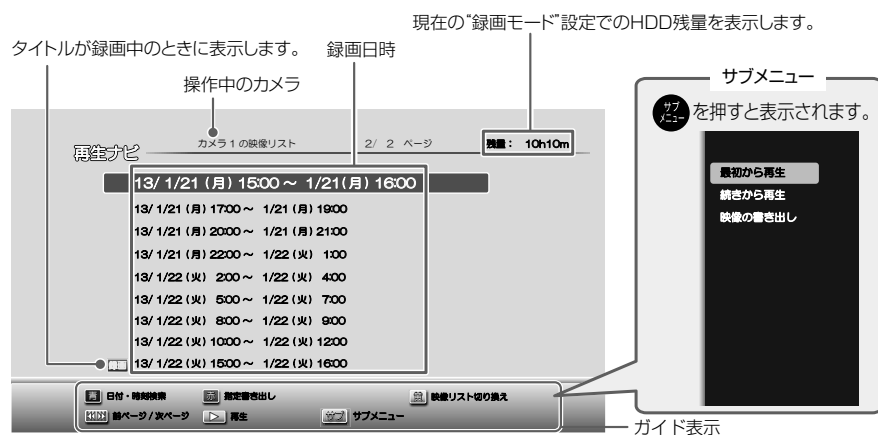 現在の“録画モード”設定でのHDD残量を表示します。
タイトルが録画中のときに表示します。
録画日時
操作中のカメラ
再生ナビ
カメラ1の映像リスト
2/ 2 ページ
残量： 10h10m
13/ 1/21 (月) 15:00 ～ 1/21(月) 16:00
13/ 1/21 (月) 17:00 ～ 1/21 (月) 19:00
13/ 1/21 (月) 20:00 ～ 1/21 (月) 21:00
13/ 1/21 (月) 22:00 ～ 1/22 (火) 1:00
13/ 1/22 (火) 2:00 ～ 1/22 (火) 4:00
13/ 1/22 (火) 5:00 ～ 1/22 (火) 7:00
13/ 1/22 (火) 8:00 ～ 1/22 (火) 9:00
13/ 1/22 (火) 10:00 ～ 1/22 (火) 12:00
13/ 1/22 (火) 15:00 ～ 1/22 (火) 16:00
青 日付・時刻検索
赤 指定書き出し
映像リスト切り換え
前ページ / 次ページ
再生
サブ サブメニュー
ガイド表示
サブメニュー
サブメニュー を押すと表示されます。
最初から再生
続きから再生
映像の書き出し